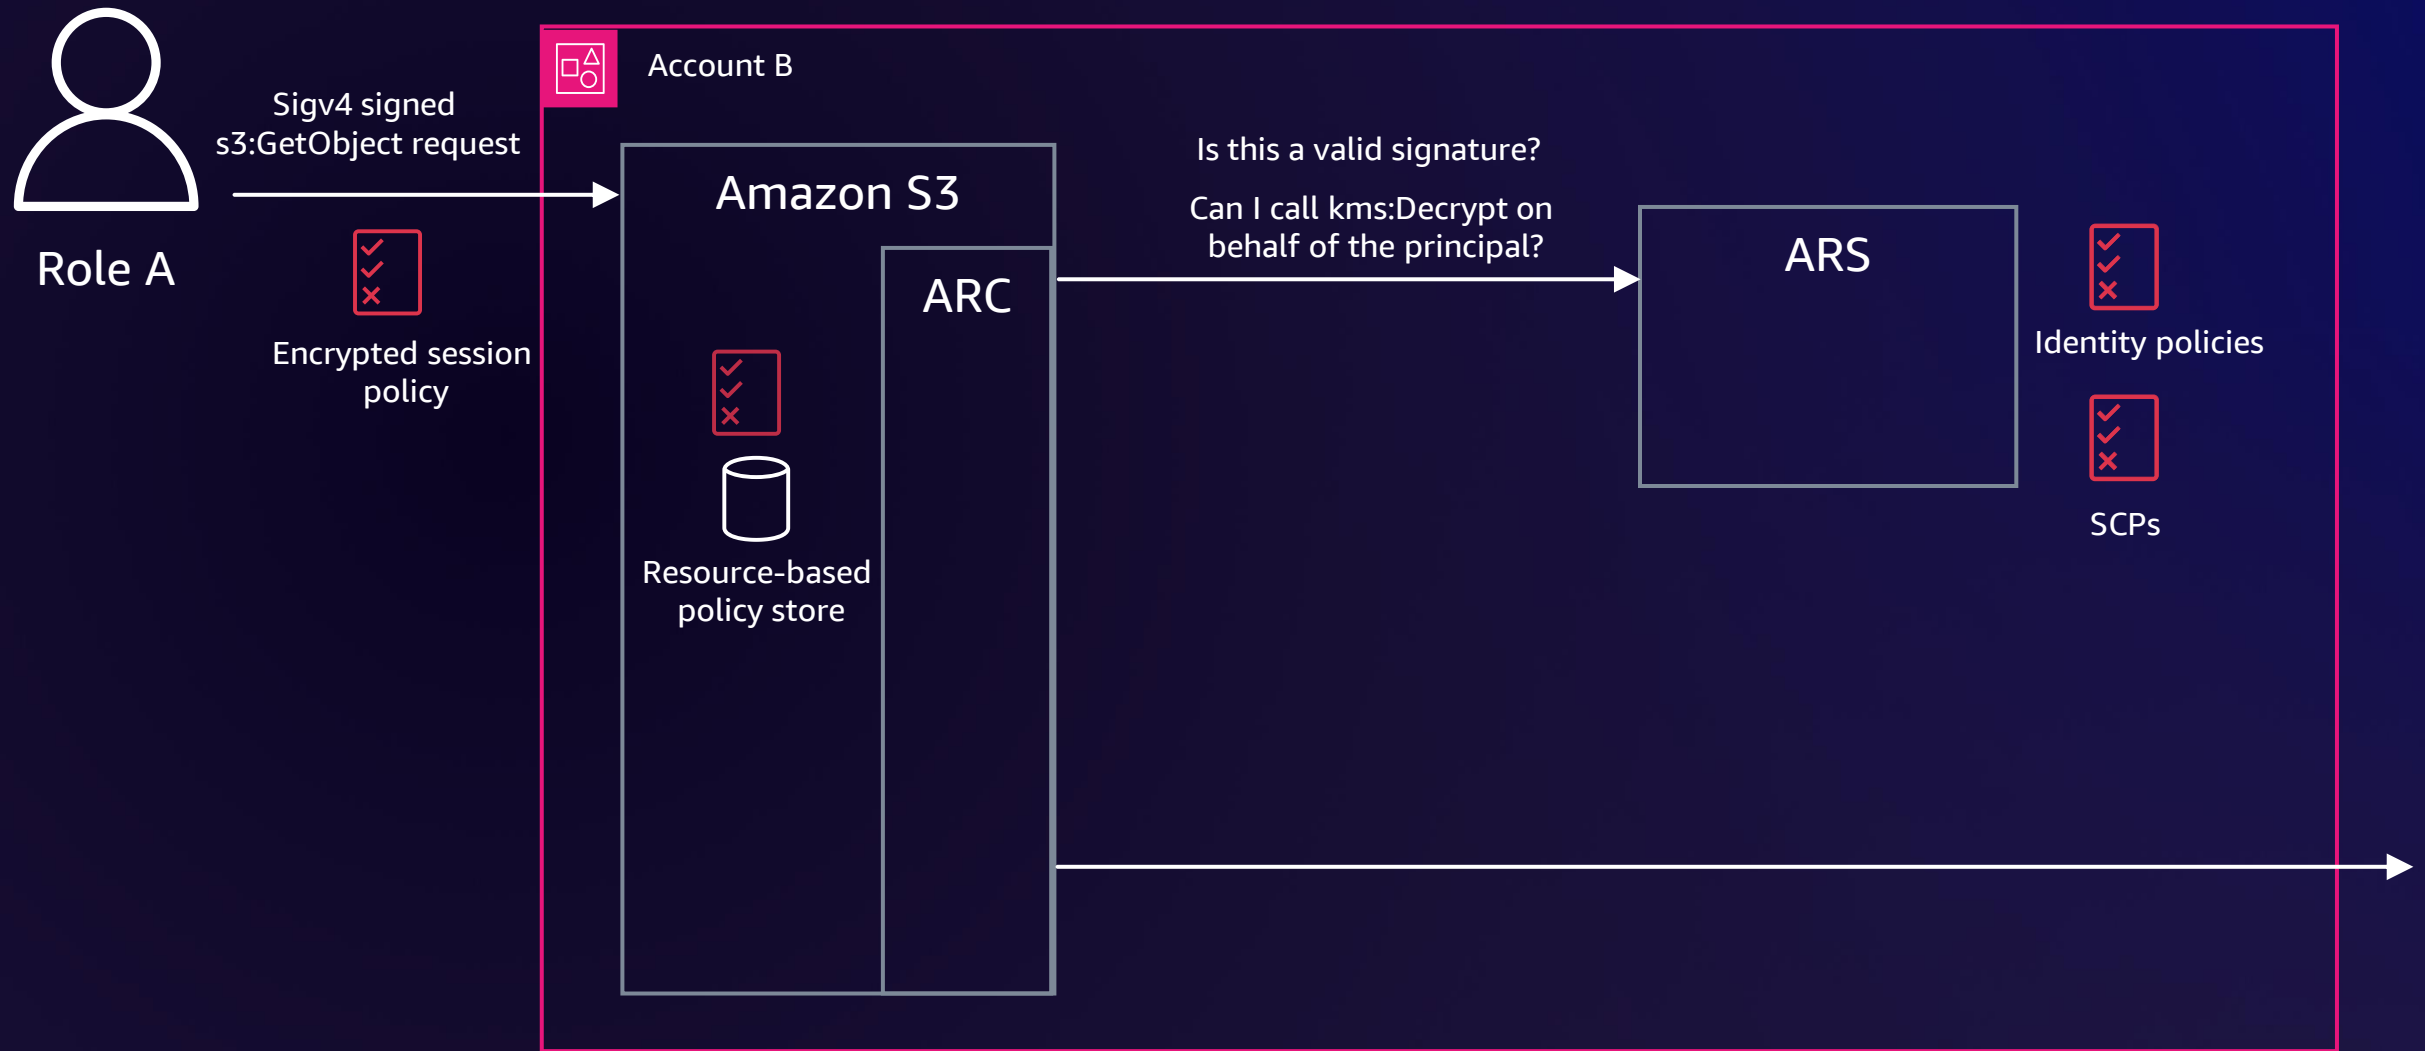 Account B
Sigv4 signed
s3:GetObject request
Role A
Encrypted session
policy
Amazon S3
ARC
Resource-based
policy store
Is this a valid signature?
Can I call kms:Decrypt on
behalf of the principal?
ARS
Identity policies
SCPs